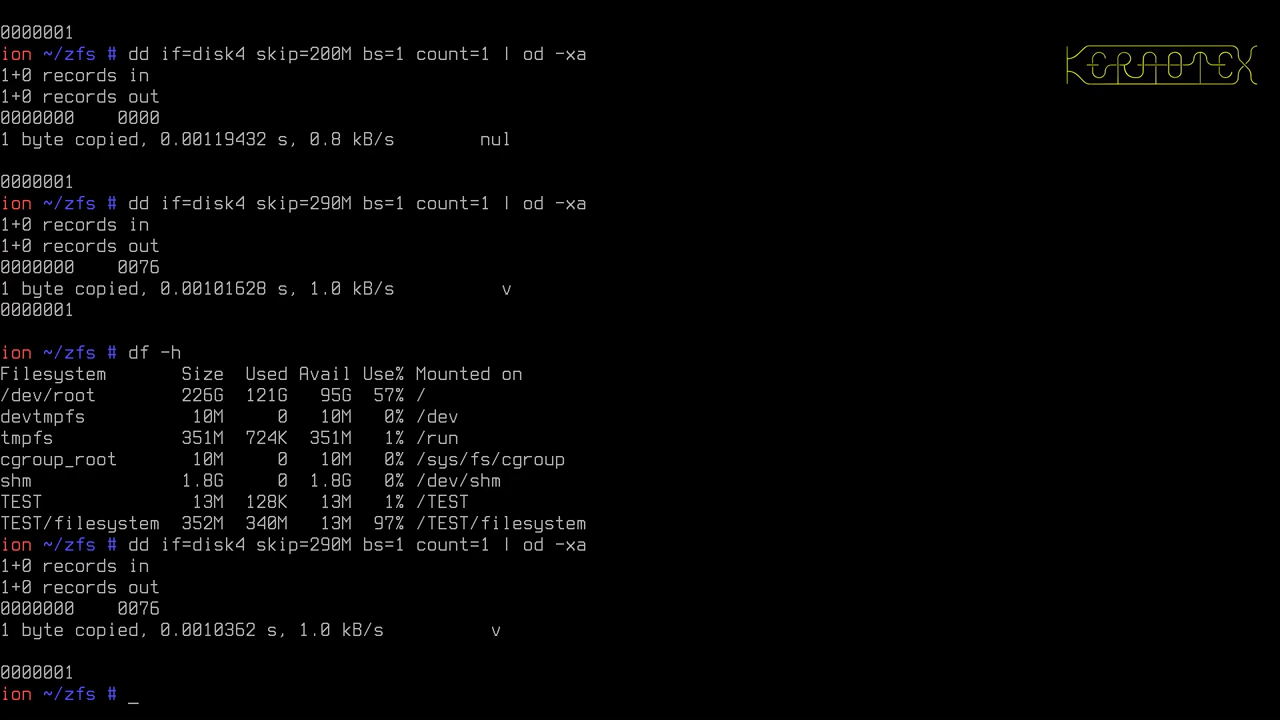 0000001
ion ~/zfs # dd if=disk4 skip=200M bs=1 count=1 | od -xa
1+0 records in
1+0 records out
0000000    0000
1 byte copied, 0.00119432 s, 0.8 kB/s        nul
0000001
ion ~/zfs # dd if=disk4 skip=290M bs=1 count=1 | od -xa
1+0 records in
1+0 records out
0000000    0076
1 byte copied, 0.00101628 s, 1.0 kB/s          v
0000001
ion ~/zfs # df -h
Filesystem       Size  Used Avail Use% Mounted on
/dev/root        226G  121G   95G  57% /
devtmpfs          10M     0   10M   0% /dev
tmpfs            351M  724K  351M   1% /run
cgroup_root       10M     0   10M   0% /sys/fs/cgroup
shm              1.8G     0  1.8G   0% /dev/shm
TEST              13M  128K   13M   1% /TEST
TEST/filesystem  352M  340M   13M  97% /TEST/filesystem
ion ~/zfs # dd if=disk4 skip=290M bs=1 count=1 | od -xa
1+0 records in
1+0 records out
0000000    0076
1 byte copied, 0.0010362 s, 1.0 kB/s          v
0000001
ion ~/zfs # _
KERNOTEX